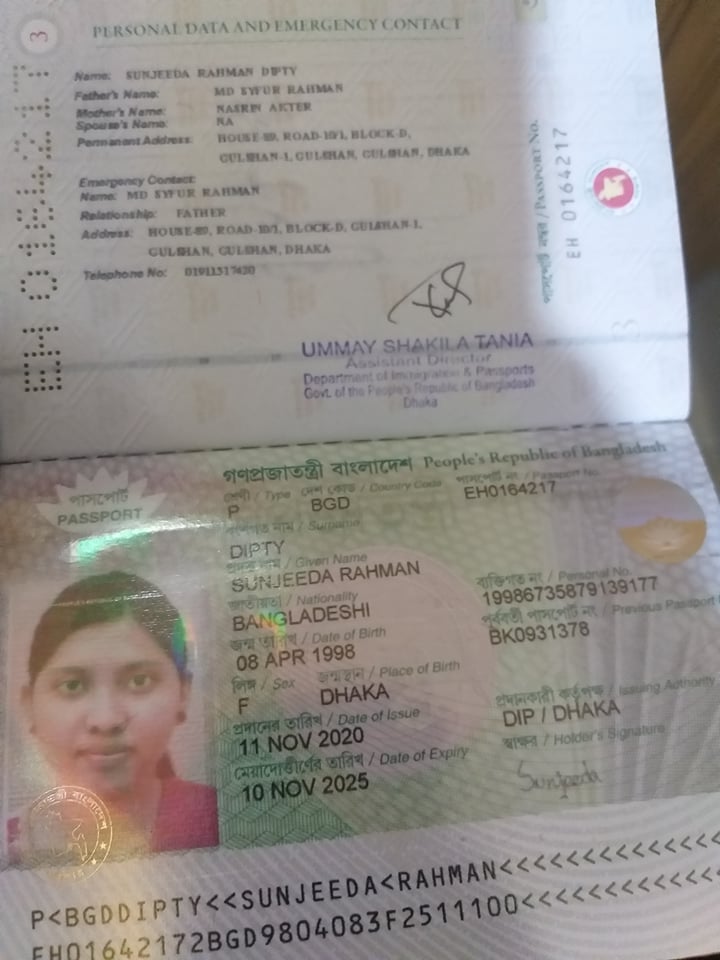 3
PERSONAL DATA AND EMERGENCY CONTACT
Name: SUNJEEDA RAHMAN DIPTY
Father's Name: MD SYFUR RAHMAN
Mother's Name: NASRIN AKTER
Spouse's Name: NA
Permanent Address: HOUSE-89, ROAD-10/1, BLOCK-D,
GULSHAN-1, GULSHAN, GULSHAN, DHAKA
Emergency Contact:
Name: MD SYFUR RAHMAN
Relationship: FATHER
Address: HOUSE-89, ROAD-10/1, BLOCK-D, GULSHAN-1,
GULSHAN, GULSHAN, DHAKA
Telephone No: 01911517420
পাসপোর্ট নম্বর / PASSPORT NO.
EH 0164217
EH 0164217
UMMAY SHAKILA TANIA
Assistant Director
Department of Immigration & Passports
Govt. of the People's Republic of Bangladesh
Dhaka
পাসপোর্ট
PASSPORT
গণপ্রজাতন্ত্রী বাংলাদেশ People's Republic of Bangladesh
শ্রেণী / Type দেশ কোড / Country Code পাসপোর্ট নং / Passport No.
P BGD EH0164217
বংশগত নাম / Surname
DIPTY
প্রদত্ত নাম / Given Name
SUNJEEDA RAHMAN
জাতীয়তা / Nationality ব্যক্তিগত নং / Personal No.
BANGLADESHI 19986735879139177
জন্ম তারিখ / Date of Birth পূর্ববর্তী পাসপোর্ট নং / Previous Passport
08 APR 1998 BK0931378
লিঙ্গ / Sex জন্মস্থান / Place of Birth
F DHAKA
প্রদানের তারিখ / Date of Issue প্রদানকারী কর্তৃপক্ষ / Issuing Authority
11 NOV 2020 DIP / DHAKA
মেয়াদোত্তীর্ণের তারিখ / Date of Expiry স্বাক্ষর / Holder's Signature
10 NOV 2025 Sunjeeda
P<BGDDIPTY<<SUNJEEDA<RAHMAN<<<<<<<<<<<<<<
EH01642172BGD9804083F2511100<<<<<<<<<<<<<